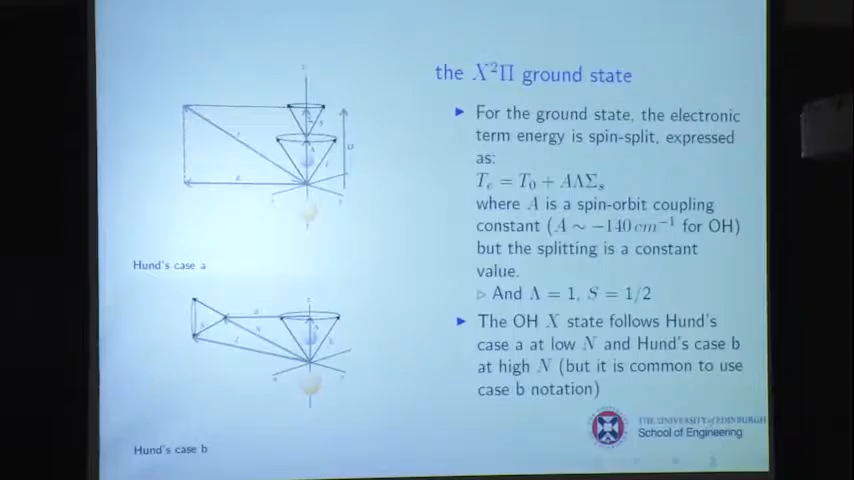 the X²Π ground state
▶ For the ground state, the electronic
term energy is spin-split, expressed
as:
Tₑ = T₀ + AΛΣₛ
where A is a spin-orbit coupling
constant (A ∼ −140 cm⁻¹ for OH)
but the splitting is a constant
value.
▷ And Λ = 1, S = 1/2
▶ The OH X state follows Hund's
case a at low N and Hund's case b
at high N (but it is common to use
case b notation)
Hund's case a
Hund's case b
THE UNIVERSITY of EDINBURGH
School of Engineering